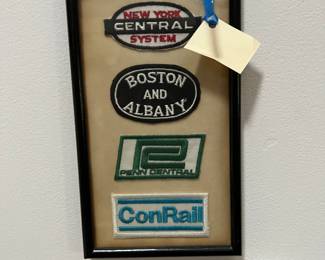 NEW YORK
CENTRAL
SYSTEM
BOSTON
AND
ALBANY
PENN CENTRAL
ConRail